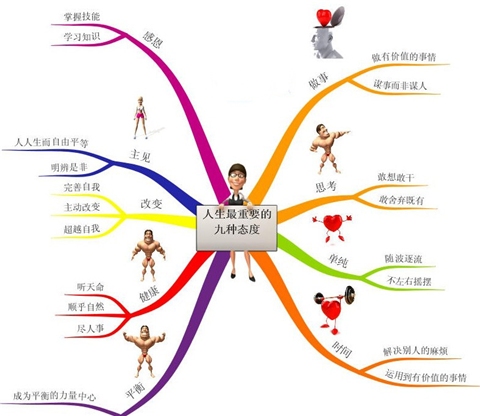 人生最重要的
九种态度
感恩
掌握技能
学习知识
主见
人人生而自由平等
明辨是非
改变
完善自我
主动改变
超越自我
健康
听天命
顺乎自然
尽人事
平衡
成为平衡的力量中心
做事
做有价值的事情
谋事而非谋人
思考
敢想敢干
敢舍弃既有
单纯
随波逐流
不左右摇摆
时间
解决别人的麻烦
运用到有价值的事情